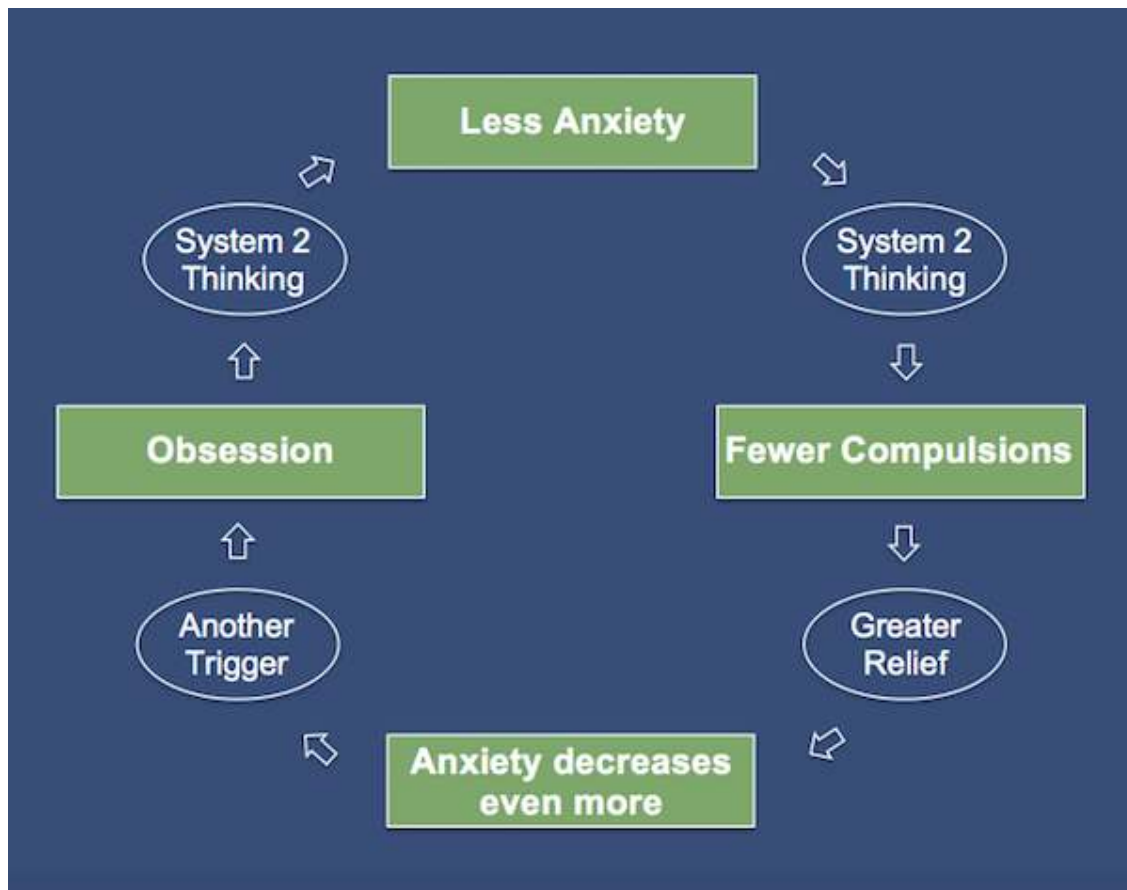 Less Anxiety
System 2
Thinking
System 2
Thinking
Obsession
Fewer Compulsions
Another
Trigger
Greater
Relief
Anxiety decreases
even more